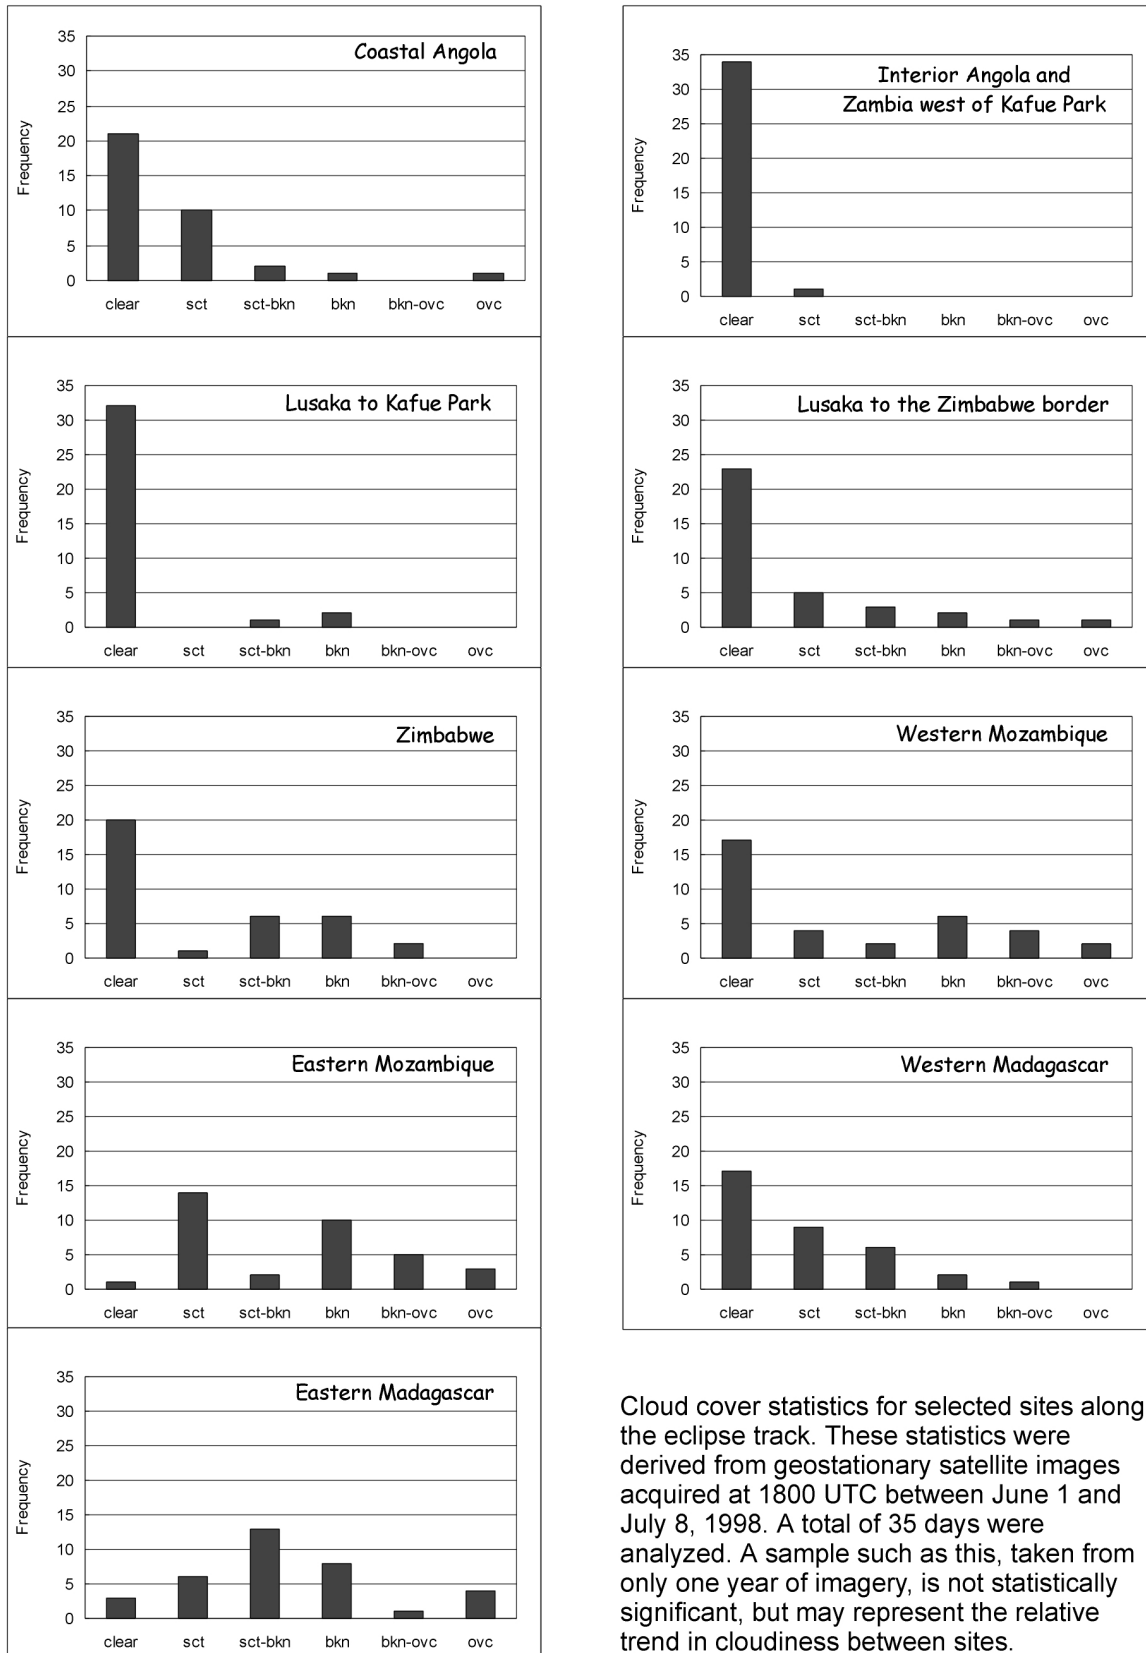 Coastal Angola
Frequency
35
30
25
20
15
10
5
0
clear sct sct-bkn bkn bkn-ovc ovc
Interior Angola and
Zambia west of Kafue Park
Frequency
35
30
25
20
15
10
5
0
clear sct sct-bkn bkn bkn-ovc ovc
Lusaka to Kafue Park
Frequency
35
30
25
20
15
10
5
0
clear sct sct-bkn bkn bkn-ovc ovc
Lusaka to the Zimbabwe border
Frequency
35
30
25
20
15
10
5
0
clear sct sct-bkn bkn bkn-ovc ovc
Zimbabwe
Frequency
35
30
25
20
15
10
5
0
clear sct sct-bkn bkn bkn-ovc ovc
Western Mozambique
Frequency
35
30
25
20
15
10
5
0
clear sct sct-bkn bkn bkn-ovc ovc
Eastern Mozambique
Frequency
35
30
25
20
15
10
5
0
clear sct sct-bkn bkn bkn-ovc ovc
Western Madagascar
Frequency
35
30
25
20
15
10
5
0
clear sct sct-bkn bkn bkn-ovc ovc
Eastern Madagascar
Frequency
35
30
25
20
15
10
5
0
clear sct sct-bkn bkn bkn-ovc ovc
Cloud cover statistics for selected sites along
the eclipse track. These statistics were
derived from geostationary satellite images
acquired at 1800 UTC between June 1 and
July 8, 1998. A total of 35 days were
analyzed. A sample such as this, taken from
only one year of imagery, is not statistically
significant, but may represent the relative
trend in cloudiness between sites.